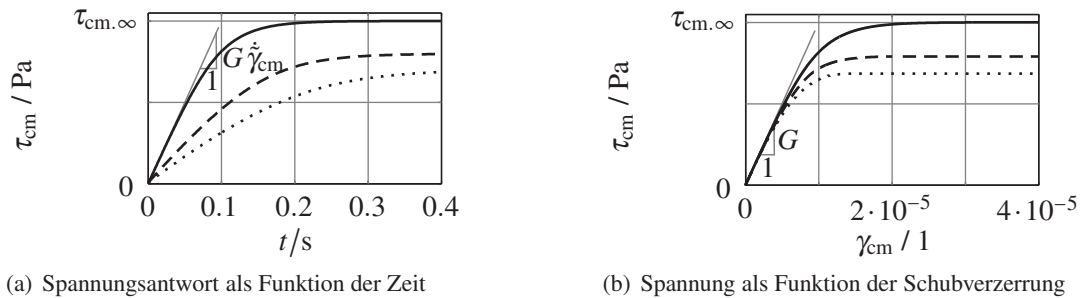 τcm.∞
τcm / Pa
0
G γ̇̃cm
1
0 0.1 0.2 0.3 0.4
t/s
(a) Spannungsantwort als Funktion der Zeit
τcm.∞
τcm / Pa
0
G
1
0 2·10⁻⁵ 4·10⁻⁵
γcm / 1
(b) Spannung als Funktion der Schubverzerrung